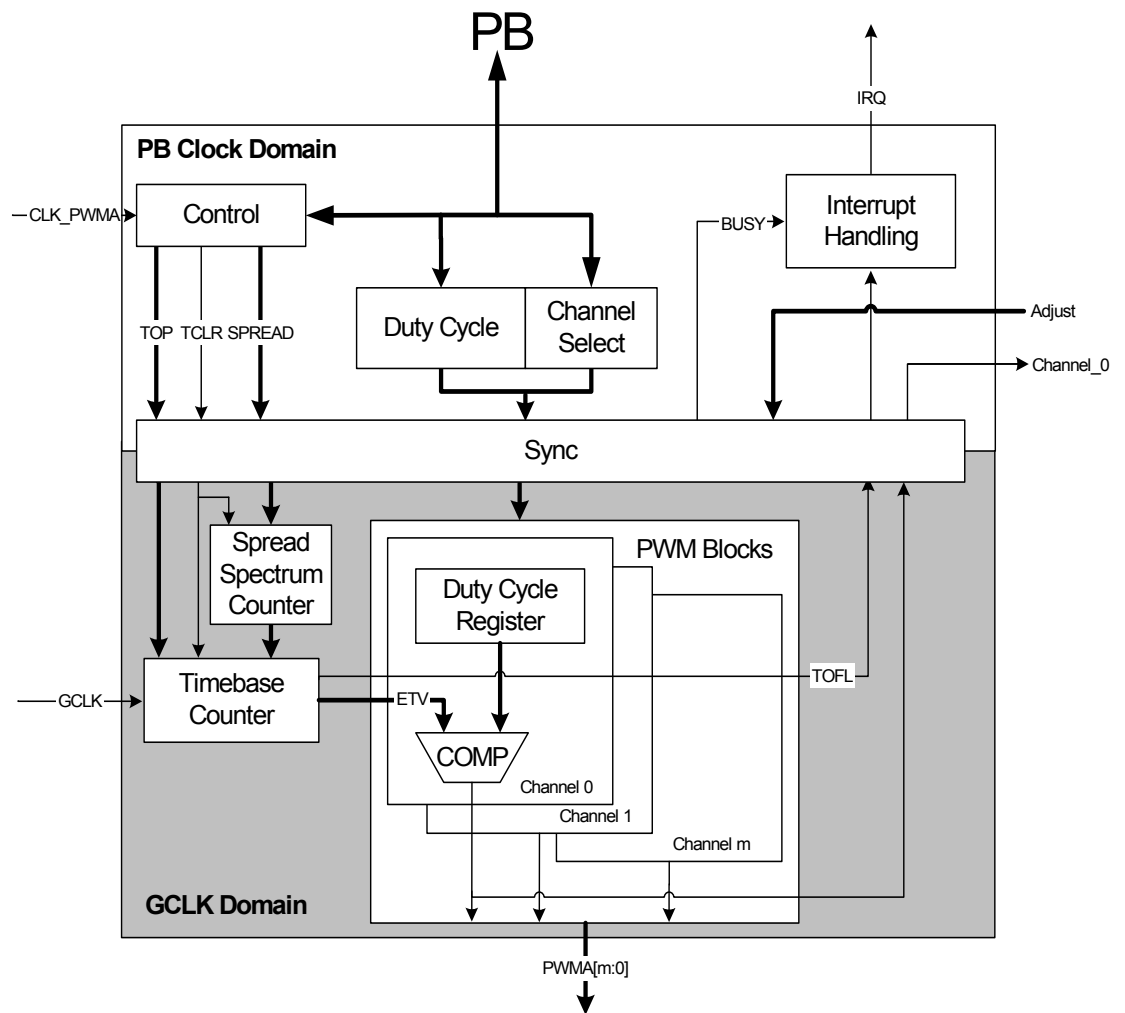 PB
IRQ
PB Clock Domain
CLK_PWMA
Control
BUSY
Interrupt
Handling
TOP
TCLR
SPREAD
Duty Cycle
Channel
Select
Adjust
Channel_0
Sync
Spread
Spectrum
Counter
PWM Blocks
Duty Cycle
Register
GCLK
Timebase
Counter
ETV
TOFL
COMP
Channel 0
Channel 1
Channel m
GCLK Domain
PWMA[m:0]